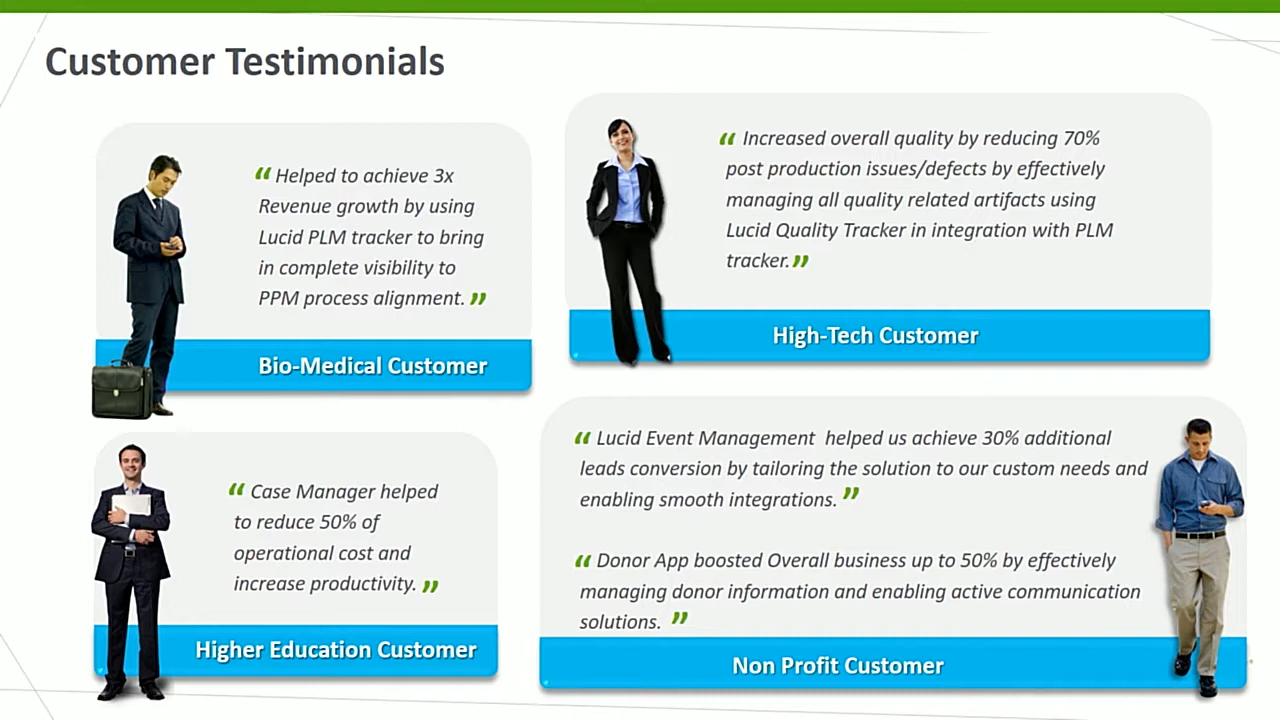 Customer Testimonials
“ Helped to achieve 3x
Revenue growth by using
Lucid PLM tracker to bring
in complete visibility to
PPM process alignment. ”
Bio-Medical Customer
“ Increased overall quality by reducing 70%
post production issues/defects by effectively
managing all quality related artifacts using
Lucid Quality Tracker in integration with PLM
tracker. ”
High-Tech Customer
“ Case Manager helped
to reduce 50% of
operational cost and
increase productivity. ”
Higher Education Customer
“ Lucid Event Management  helped us achieve 30% additional
leads conversion by tailoring the solution to our custom needs and
enabling smooth integrations. ”
“ Donor App boosted Overall business up to 50% by effectively
managing donor information and enabling active communication
solutions. ”
Non Profit Customer